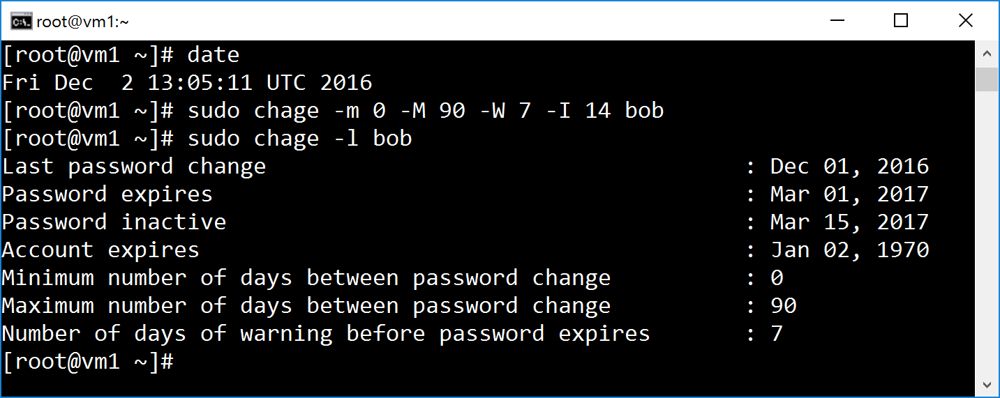 root@vm1:~
[root@vm1 ~]# date
Fri Dec  2 13:05:11 UTC 2016
[root@vm1 ~]# sudo chage -m 0 -M 90 -W 7 -I 14 bob
[root@vm1 ~]# sudo chage -l bob
Last password change                                    : Dec 01, 2016
Password expires                                        : Mar 01, 2017
Password inactive                                       : Mar 15, 2017
Account expires                                         : Jan 02, 1970
Minimum number of days between password change          : 0
Maximum number of days between password change          : 90
Number of days of warning before password expires       : 7
[root@vm1 ~]#